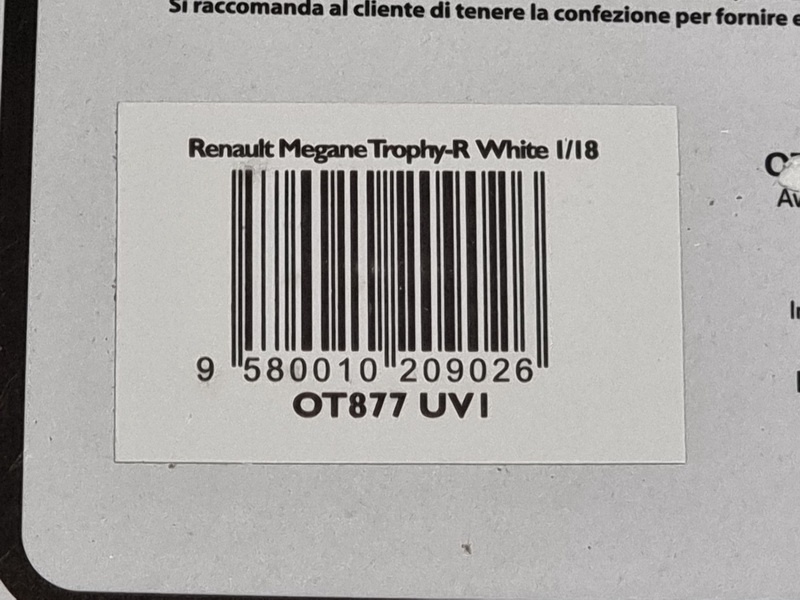 Si raccomanda al cliente di tenere la confezione per fornire
Renault Megane Trophy-R White 1/18
9 580010 209026
OT877 UV1